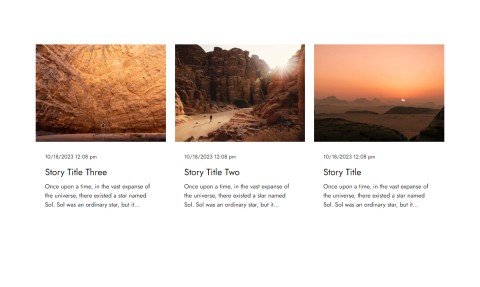 10/18/2023 12:08 pm
Story Title Three
Once upon a time, in the vast expanse of
the universe, there existed a star named
Sol. Sol was an ordinary star, but it...
10/18/2023 12:08 pm
Story Title Two
Once upon a time, in the vast expanse of
the universe, there existed a star named
Sol. Sol was an ordinary star, but it...
10/18/2023 12:08 pm
Story Title
Once upon a time, in the vast expanse of
the universe, there existed a star named
Sol. Sol was an ordinary star, but it...